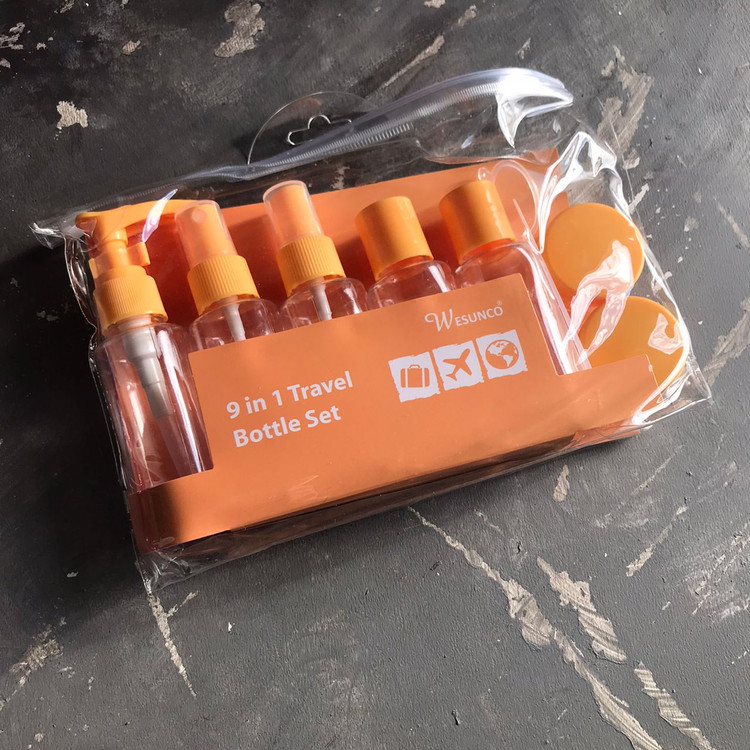 WESUNCO®
9 in 1 Travel
Bottle Set